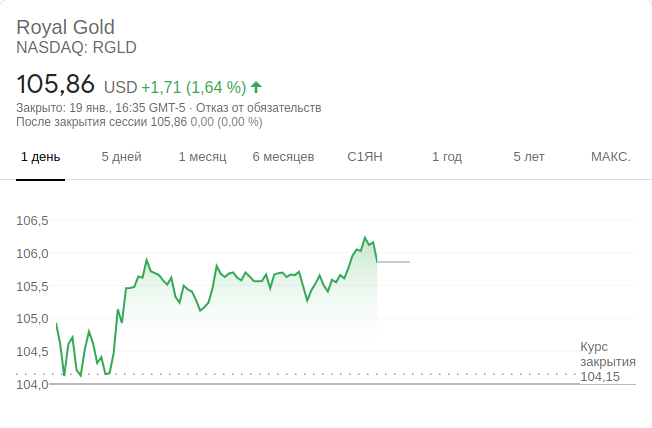 Royal Gold
NASDAQ: RGLD
105,86 USD +1,71 (1,64 %)
Закрыто: 19 янв., 16:35 GMT-5 · Отказ от обязательств
После закрытия сессии 105,86 0,00 (0,00 %)
1 день 5 дней 1 месяц 6 месяцев С1ЯН 1 год 5 лет МАКС.
106,5
106,0
105,5
105,0
104,5
104,0
Курс
закрытия
104,15